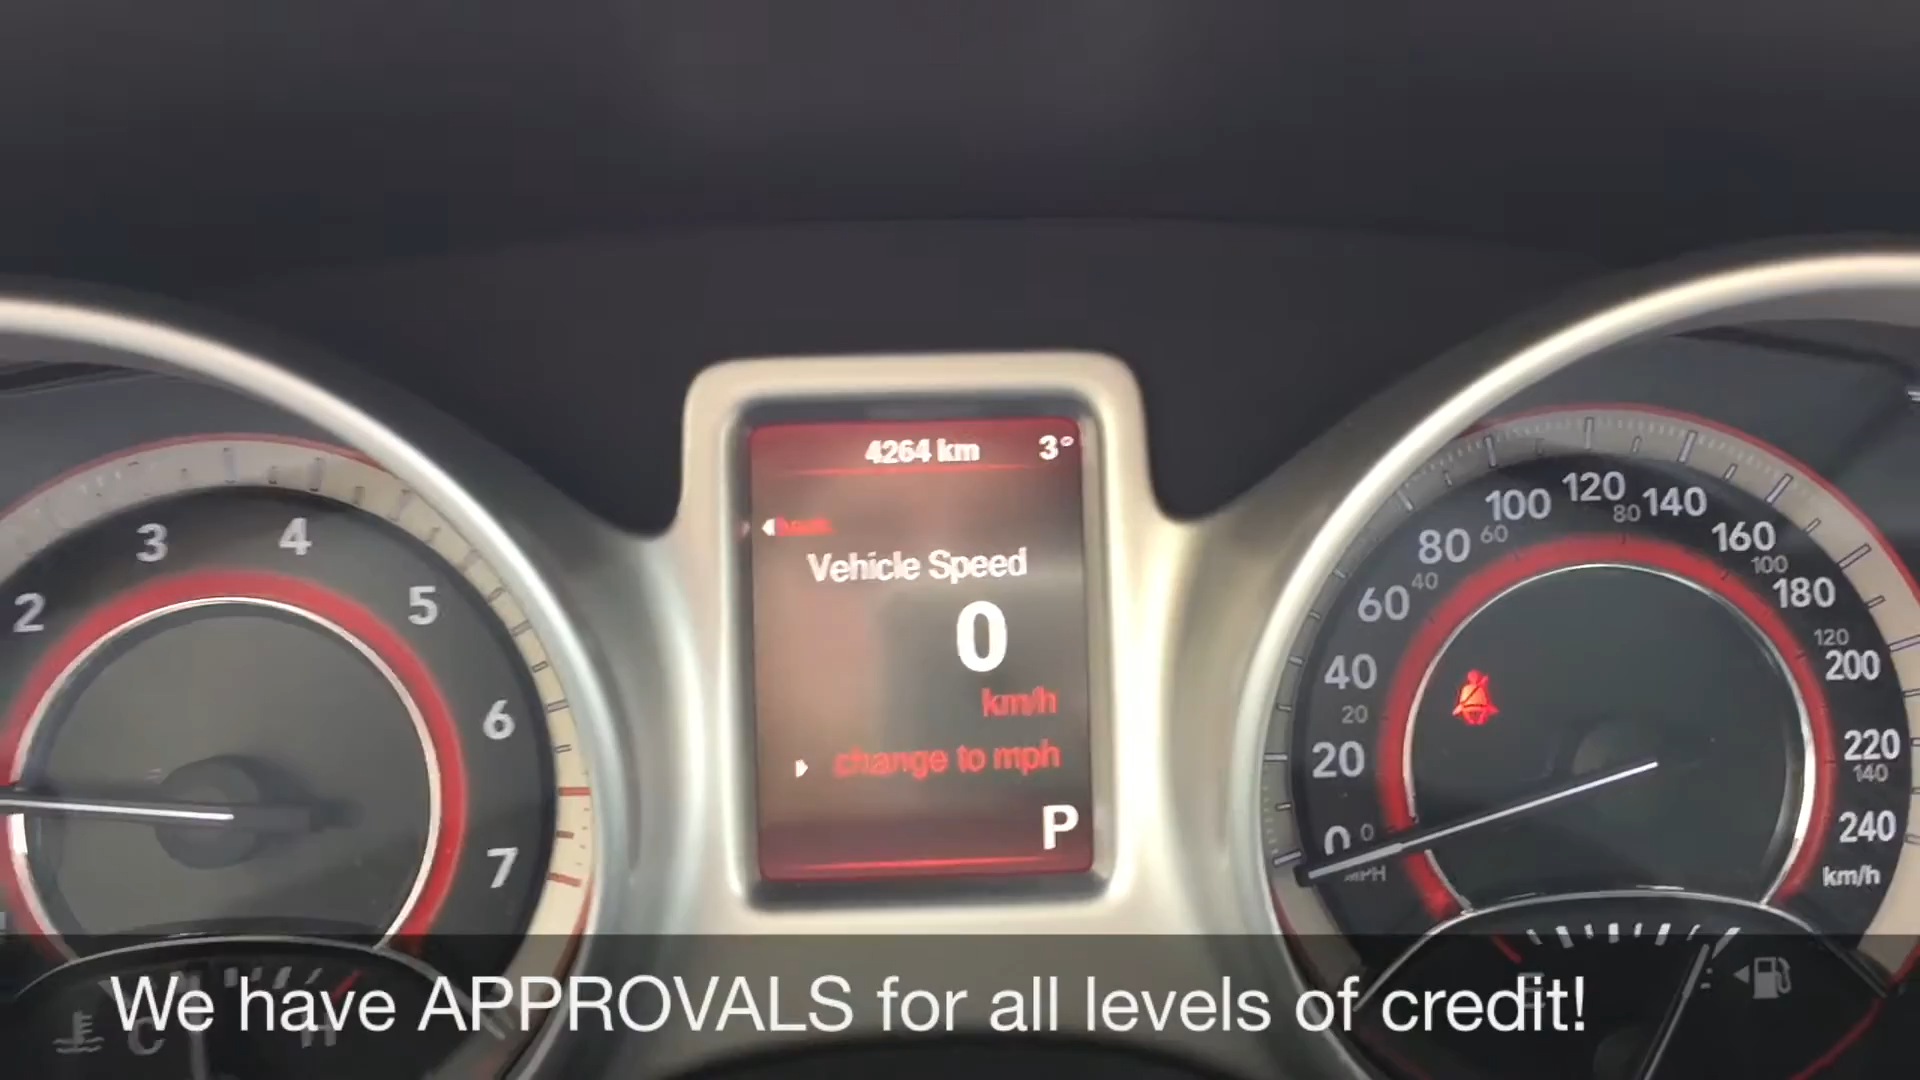 4264 km 3°
Vehicle Speed
0
km/h
change to mph
P
2 3 4 5 6 7
0 20 40 60 80 100 120 140 160 180 200 220 240
km/h
0 20 40 60 80 100 120 140
MPH
C H
We have APPROVALS for all levels of credit!